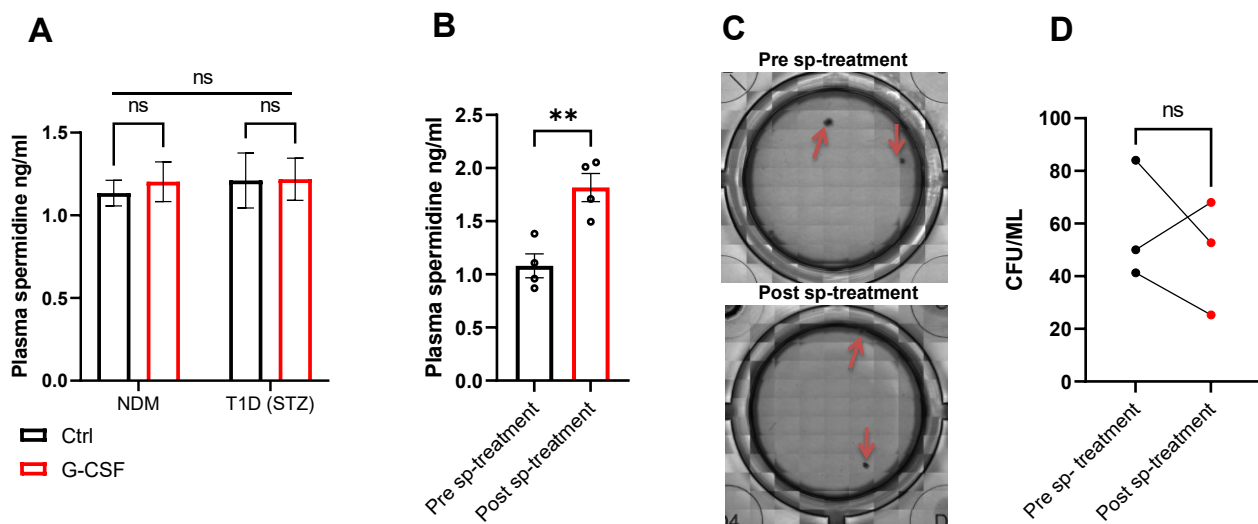 A
ns
ns
ns
Plasma spermidine ng/ml
1.5
1.0
0.5
0.0
NDM
T1D (STZ)
Ctrl
G-CSF
B
**
Plasma spermidine ng/ml
2.5
2.0
1.5
1.0
0.5
0.0
Pre sp-treatment
Post sp-treatment
C
Pre sp-treatment
Post sp-treatment
D
ns
CFU/ML
100
80
60
40
20
0
Pre sp- treatment
Post sp-treatment